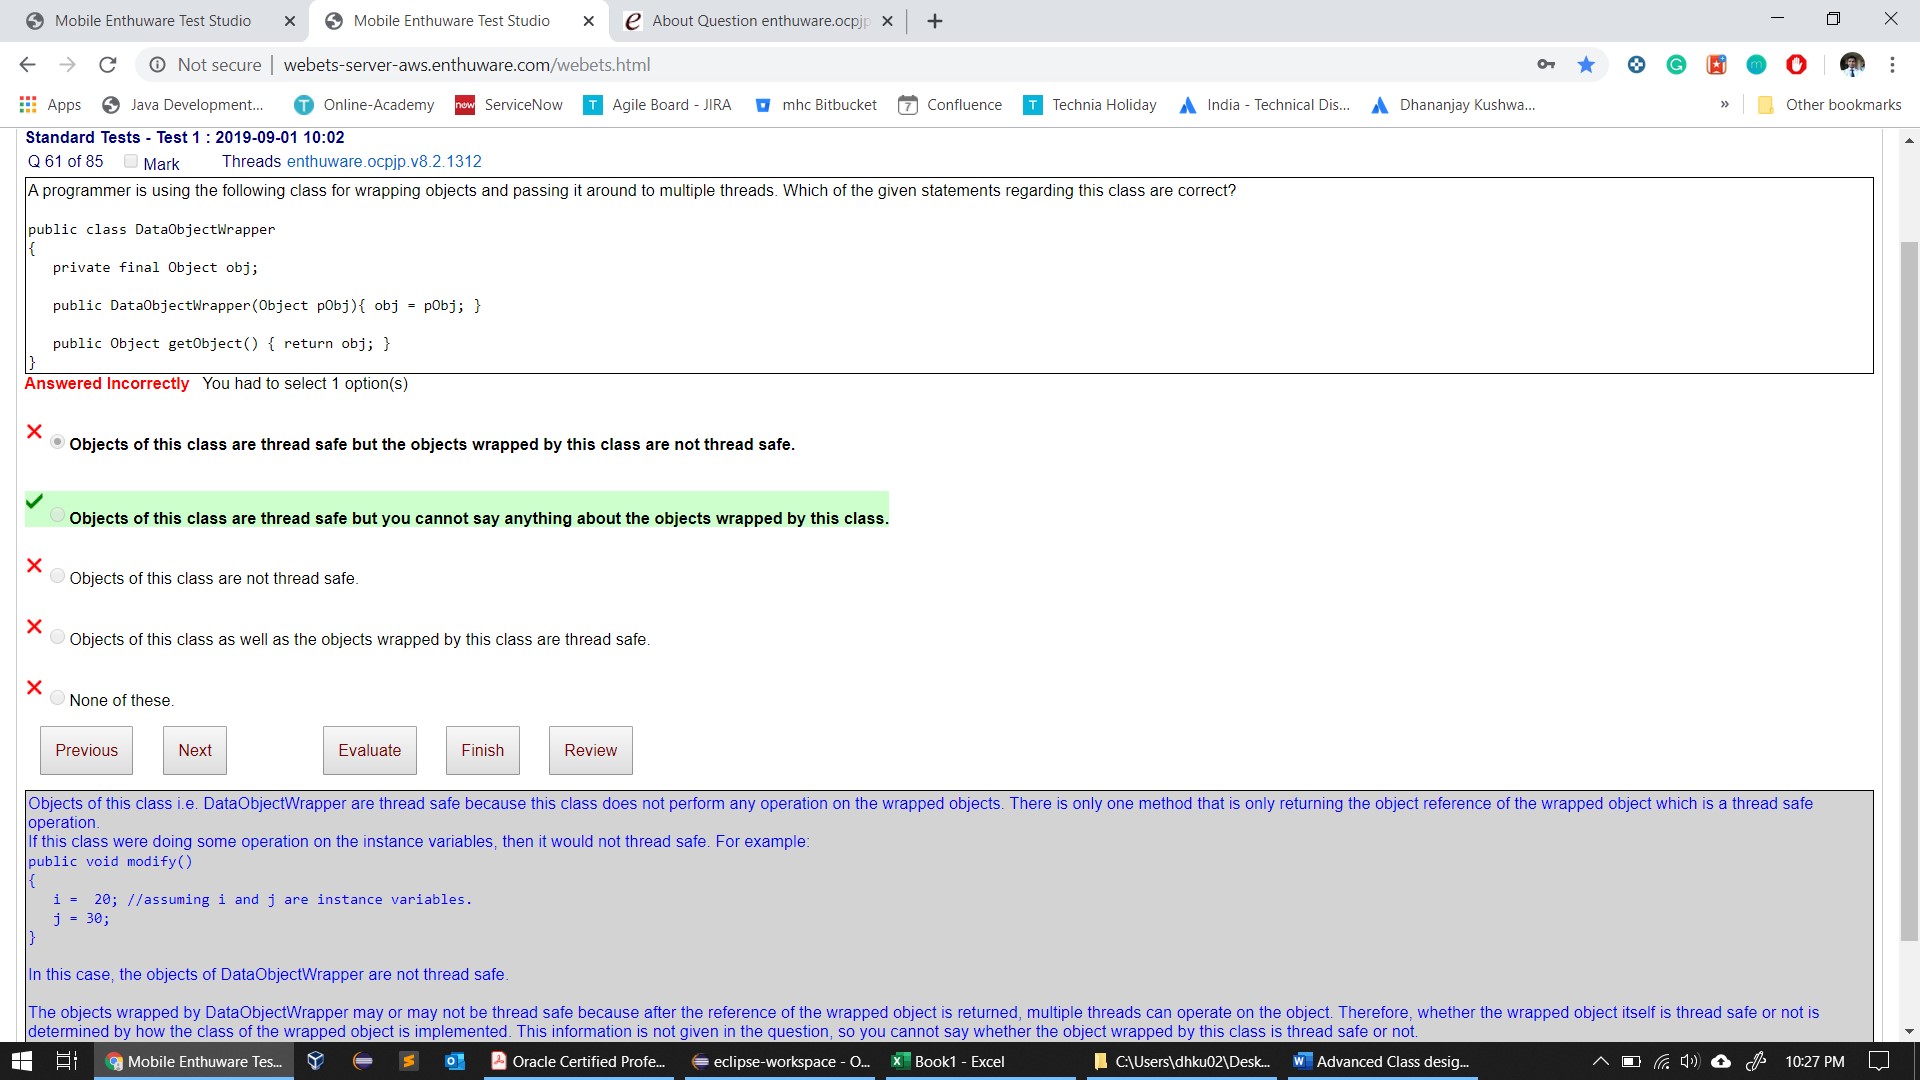 Mobile Enthuware Test Studio
Mobile Enthuware Test Studio
About Question enthuware.ocpjp
Not secure | webets-server-aws.enthuware.com/webets.html
Apps Java Development... Online-Academy ServiceNow Agile Board - JIRA mhc Bitbucket Confluence Technia Holiday India - Technical Dis... Dhananjay Kushwa... » Other bookmarks
Standard Tests - Test 1 : 2019-09-01 10:02
Q 61 of 85 Mark Threads enthuware.ocpjp.v8.2.1312
A programmer is using the following class for wrapping objects and passing it around to multiple threads. Which of the given statements regarding this class are correct?
public class DataObjectWrapper
{
private final Object obj;
public DataObjectWrapper(Object pObj){ obj = pObj; }
public Object getObject() { return obj; }
}
Answered Incorrectly You had to select 1 option(s)
Objects of this class are thread safe but the objects wrapped by this class are not thread safe.
Objects of this class are thread safe but you cannot say anything about the objects wrapped by this class.
Objects of this class are not thread safe.
Objects of this class as well as the objects wrapped by this class are thread safe.
None of these.
Previous Next Evaluate Finish Review
Objects of this class i.e. DataObjectWrapper are thread safe because this class does not perform any operation on the wrapped objects. There is only one method that is only returning the object reference of the wrapped object which is a thread safe
operation.
If this class were doing some operation on the instance variables, then it would not thread safe. For example:
public void modify()
{
i = 20; //assuming i and j are instance variables.
j = 30;
}
In this case, the objects of DataObjectWrapper are not thread safe.
The objects wrapped by DataObjectWrapper may or may not be thread safe because after the reference of the wrapped object is returned, multiple threads can operate on the object. Therefore, whether the wrapped object itself is thread safe or not is
determined by how the class of the wrapped object is implemented. This information is not given in the question, so you cannot say whether the object wrapped by this class is thread safe or not.
Mobile Enthuware Tes... Oracle Certified Profe... eclipse-workspace - O... Book1 - Excel C:\Users\dhku02\Desk... Advanced Class desig... 10:27 PM